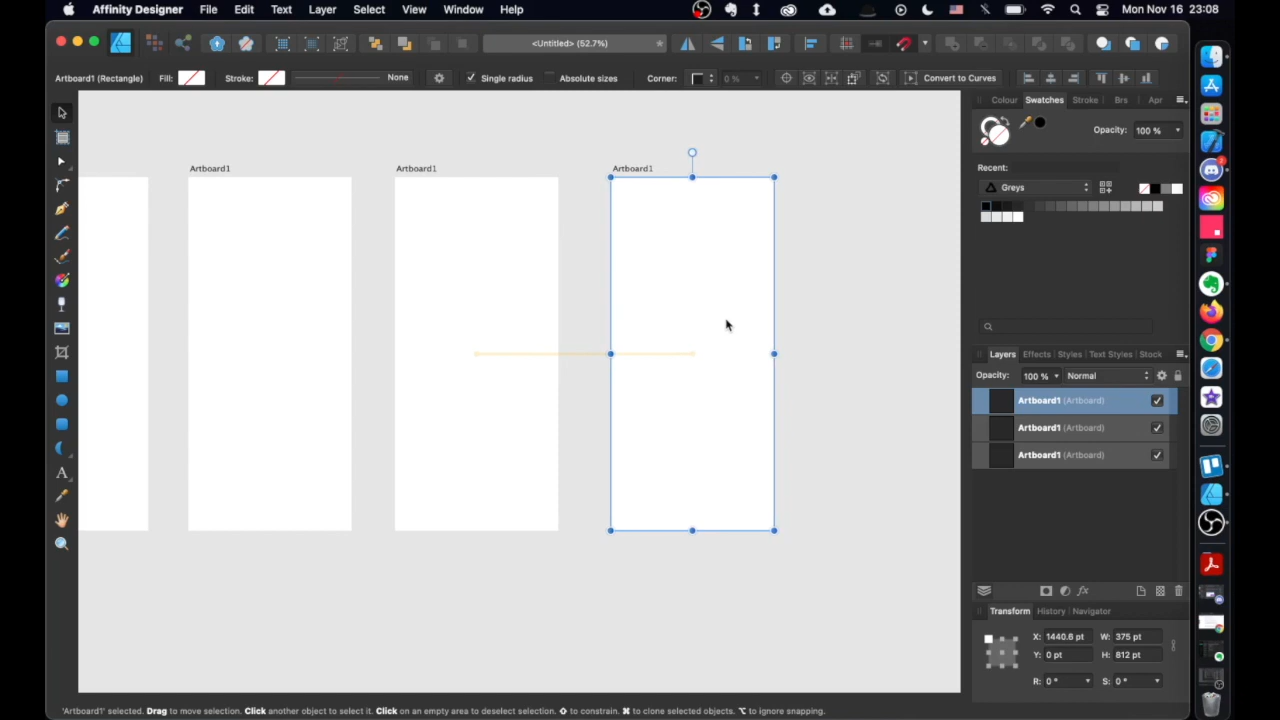 Affinity Designer File Edit Text Layer Select View Window Help Mon Nov 16 23:08
<Untitled> (52.7%)
Artboard1 (Rectangle) Fill: Stroke: None Single radius Absolute sizes Corner: 0 % Convert to Curves
Colour Swatches Stroke Brs Apr
Opacity: 100 %
Recent:
Greys
Artboard1 Artboard1 Artboard1
Layers Effects Styles Text Styles Stock
Opacity: 100 % Normal
Artboard1 (Artboard)
Artboard1 (Artboard)
Artboard1 (Artboard)
Transform History Navigator
X: 1440.6 pt W: 375 pt
Y: 0 pt H: 812 pt
R: 0 ° S: 0 °
'Artboard1' selected. Drag to move selection. Click another object to select it. Click on an empty area to deselect selection. ⇧ to constrain. ⌘ to clone selected objects. ⌥ to ignore snapping.